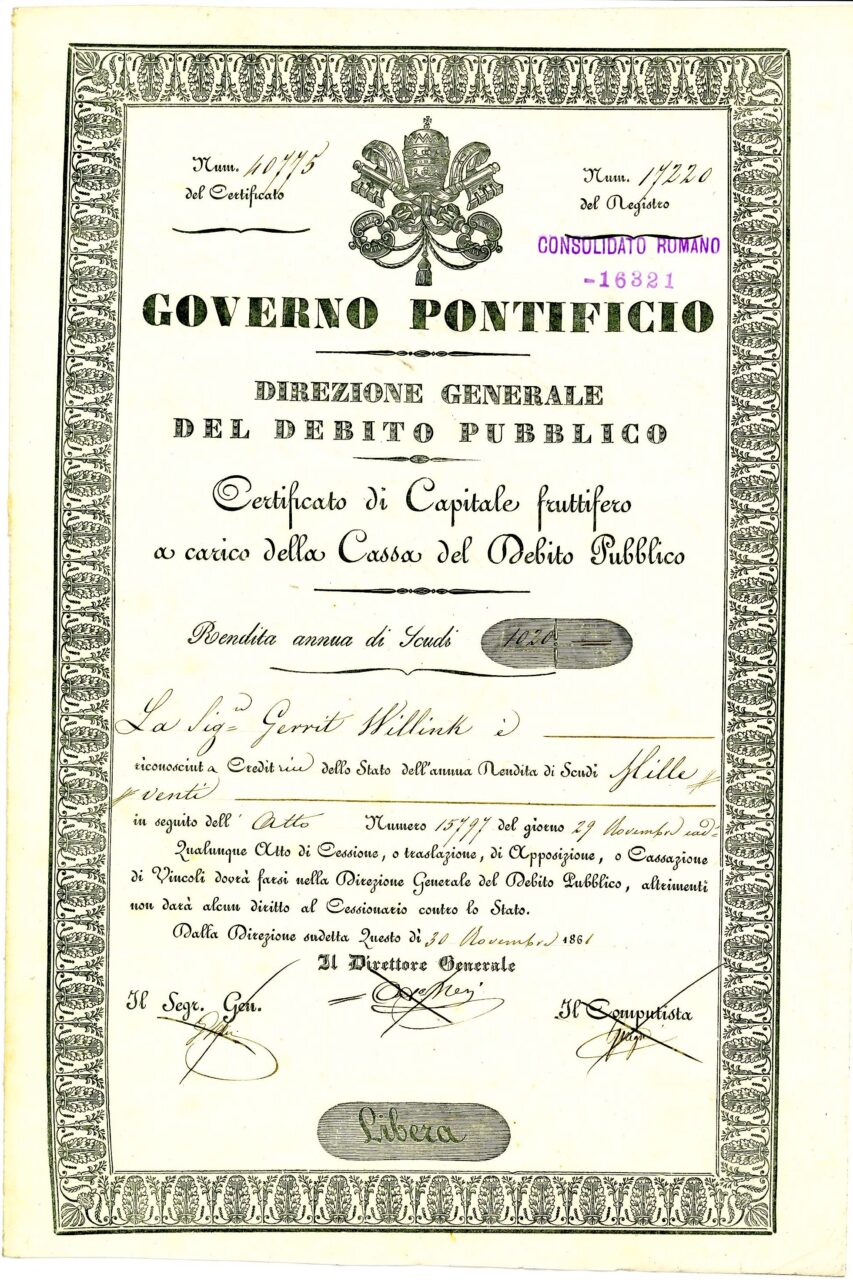 Num. 40775
del Certificato
Num. 17220
del Registro
CONSOLIDATO ROMANO
-16321
GOVERNO PONTIFICIO
DIREZIONE GENERALE
DEL DEBITO PUBBLICO
Certificato di Capitale fruttifero
a carico della Cassa del Debito Pubblico
Rendita annua di Scudi 1020
La Sig.ª Gerrit Willink è
riconosciuta Creditrice dello Stato dell'annua Rendita di Scudi Mille
venti
in seguito dell' Atto Numero 15797 del giorno 29 Novembre
Qualunque Atto di Cessione, o traslazione, di Apposizione, o Cassazione
di Vincoli dovrà farsi nella Direzione Generale del Debito Pubblico, altrimenti
non darà alcun diritto al Cessionario contro lo Stato.
Dalla Direzione sudetta Questo dì 30 Novembre 1861
Il Direttore Generale
Il Segr. Gen.
Il Computista
Libera